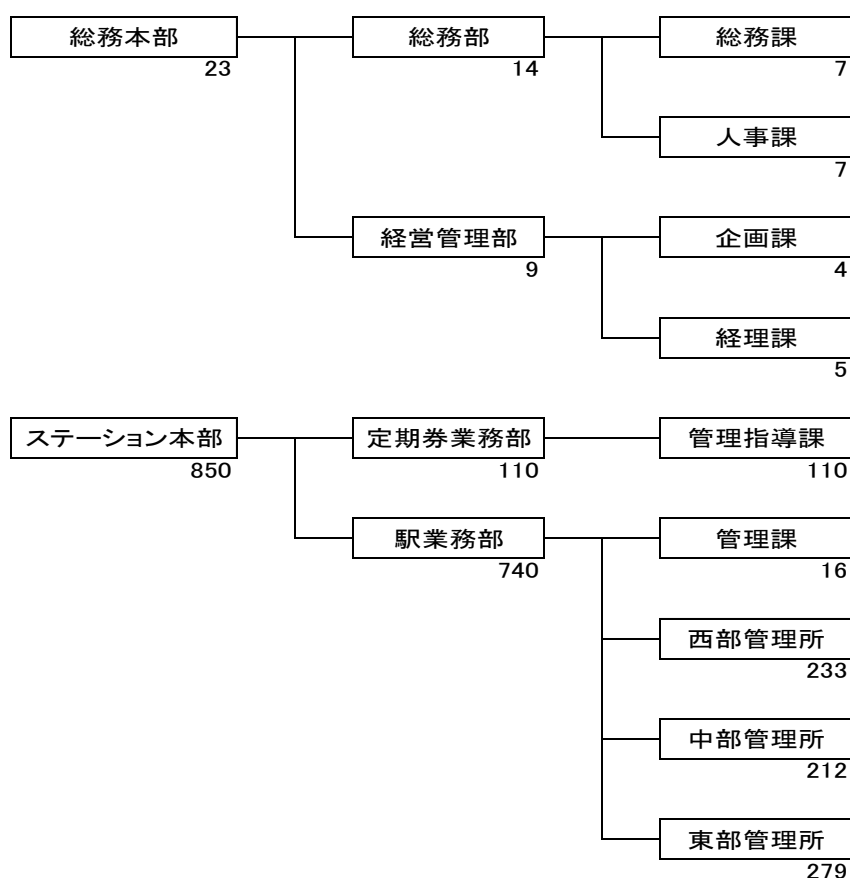 総務本部 総務部 総務課
23 14 7
人事課
7
経営管理部 企画課
9 4
経理課
5
ステーション本部 定期券業務部 管理指導課
850 110 110
駅業務部 管理課
740 16
西部管理所
233
中部管理所
212
東部管理所
279